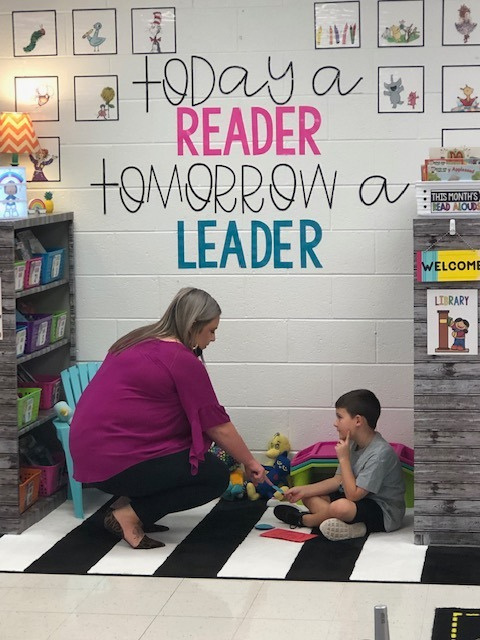 today a
READER
tomorrow a
LEADER
THIS MONTH'S
READ ALOUDS
WELCOME
LIBRARY